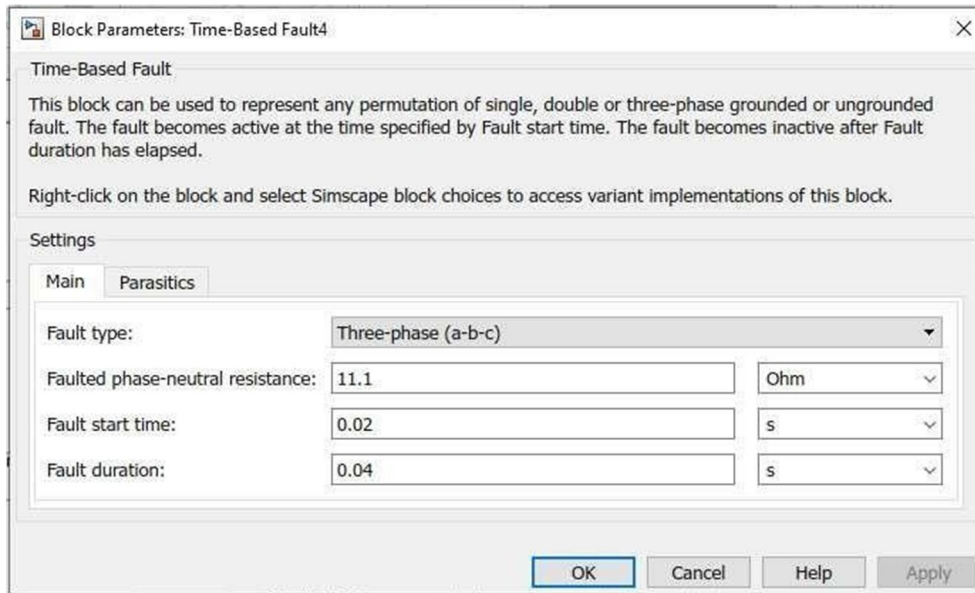 Block Parameters: Time-Based Fault4
Time-Based Fault
This block can be used to represent any permutation of single, double or three-phase grounded or ungrounded
fault. The fault becomes active at the time specified by Fault start time. The fault becomes inactive after Fault
duration has elapsed.
Right-click on the block and select Simscape block choices to access variant implementations of this block.
Settings
Main Parasitics
Fault type: Three-phase (a-b-c)
Faulted phase-neutral resistance: 11.1 Ohm
Fault start time: 0.02 s
Fault duration: 0.04 s
OK Cancel Help Apply